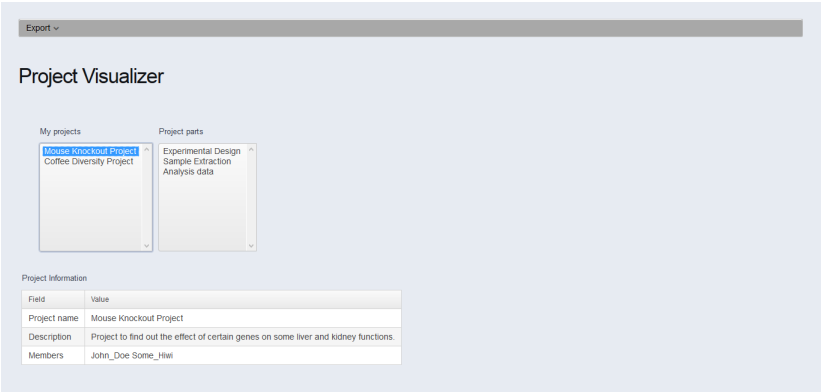 Export
Project Visualizer
My projects
Project parts
Mouse Knockout Project
Coffee Diversity Project
Experimental Design
Sample Extraction
Analysis data
Project Information
Field Value
Project name Mouse Knockout Project
Description Project to find out the effect of certain genes on some liver and kidney functions.
Members John_Doe Some_Hiwi